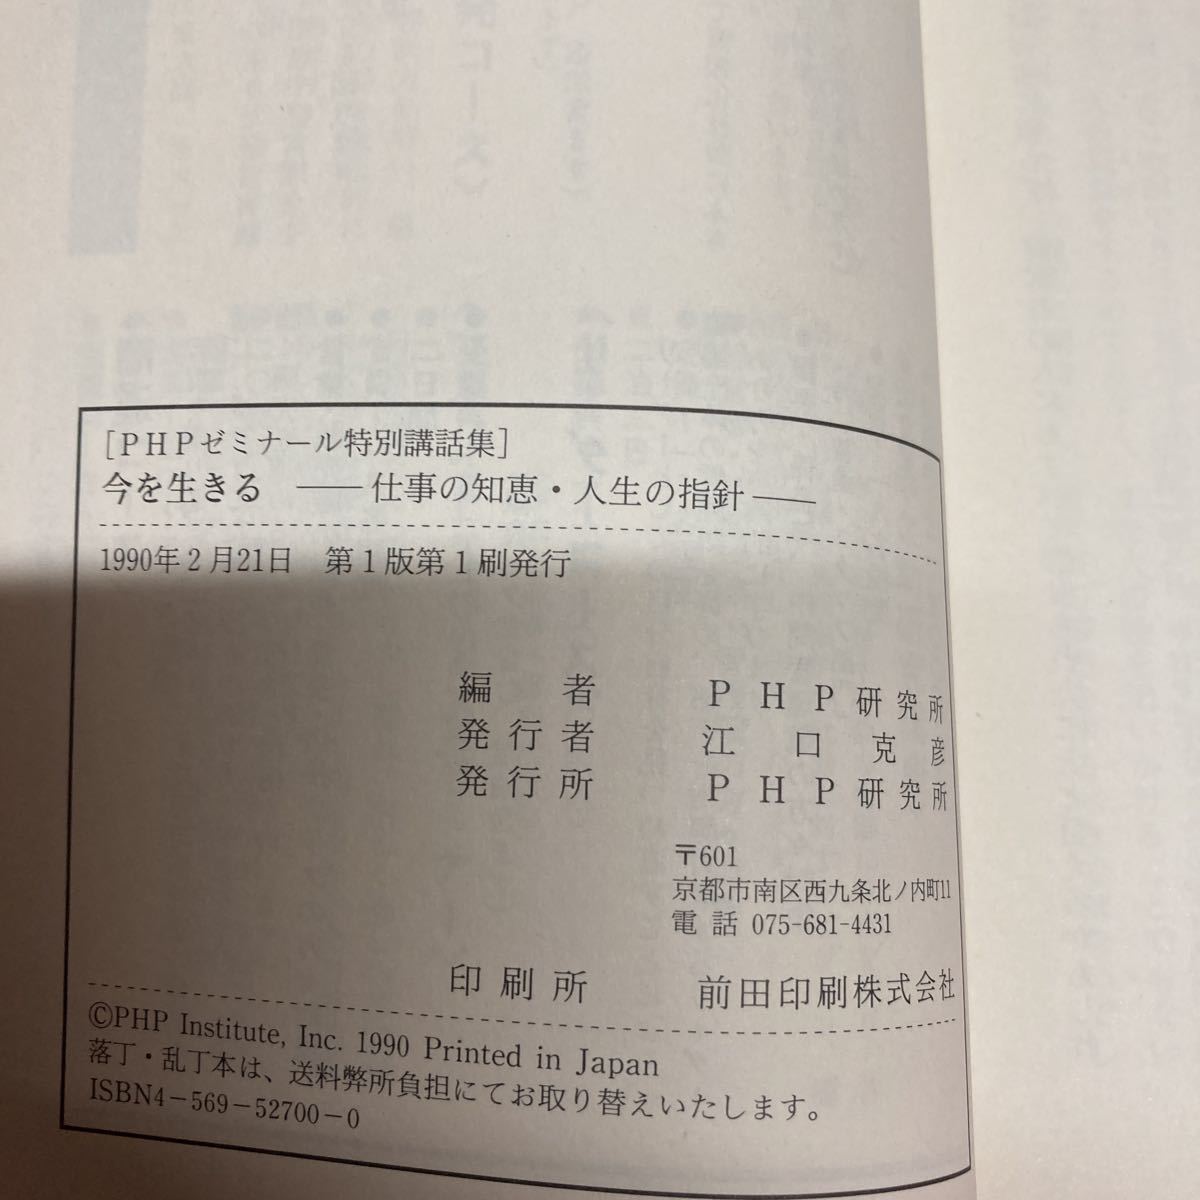 [PHPゼミナール特別講話集]
今を生きる ――仕事の知恵・人生の指針――
1990年2月21日 第1版第1刷発行
編者 PHP研究所
発行者 江口克彦
発行所 PHP研究所
〒601
京都市南区西九条北ノ内町11
電話 075-681-4431
印刷所 前田印刷株式会社
©PHP Institute, Inc. 1990 Printed in Japan
落丁・乱丁本は、送料弊所負担にてお取り替えいたします。
ISBN4-569-52700-0